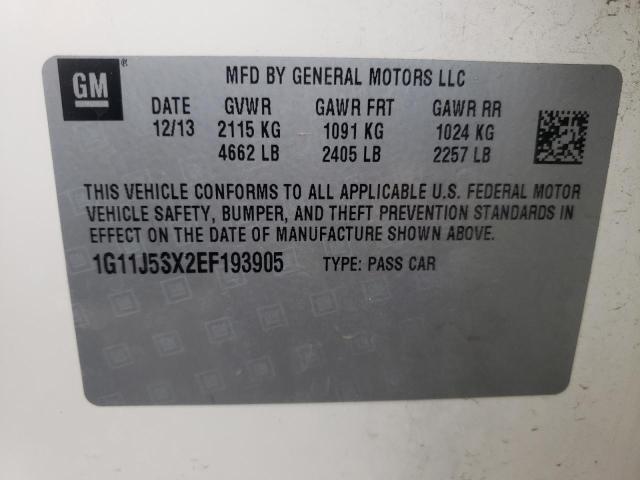 GM®
MFD BY GENERAL MOTORS LLC
DATE GVWR GAWR FRT GAWR RR
12/13 2115 KG 1091 KG 1024 KG
4662 LB 2405 LB 2257 LB
THIS VEHICLE CONFORMS TO ALL APPLICABLE U.S. FEDERAL MOTOR
VEHICLE SAFETY, BUMPER, AND THEFT PREVENTION STANDARDS IN
EFFECT ON THE DATE OF MANUFACTURE SHOWN ABOVE.
1G11J5SX2EF193905 TYPE: PASS CAR